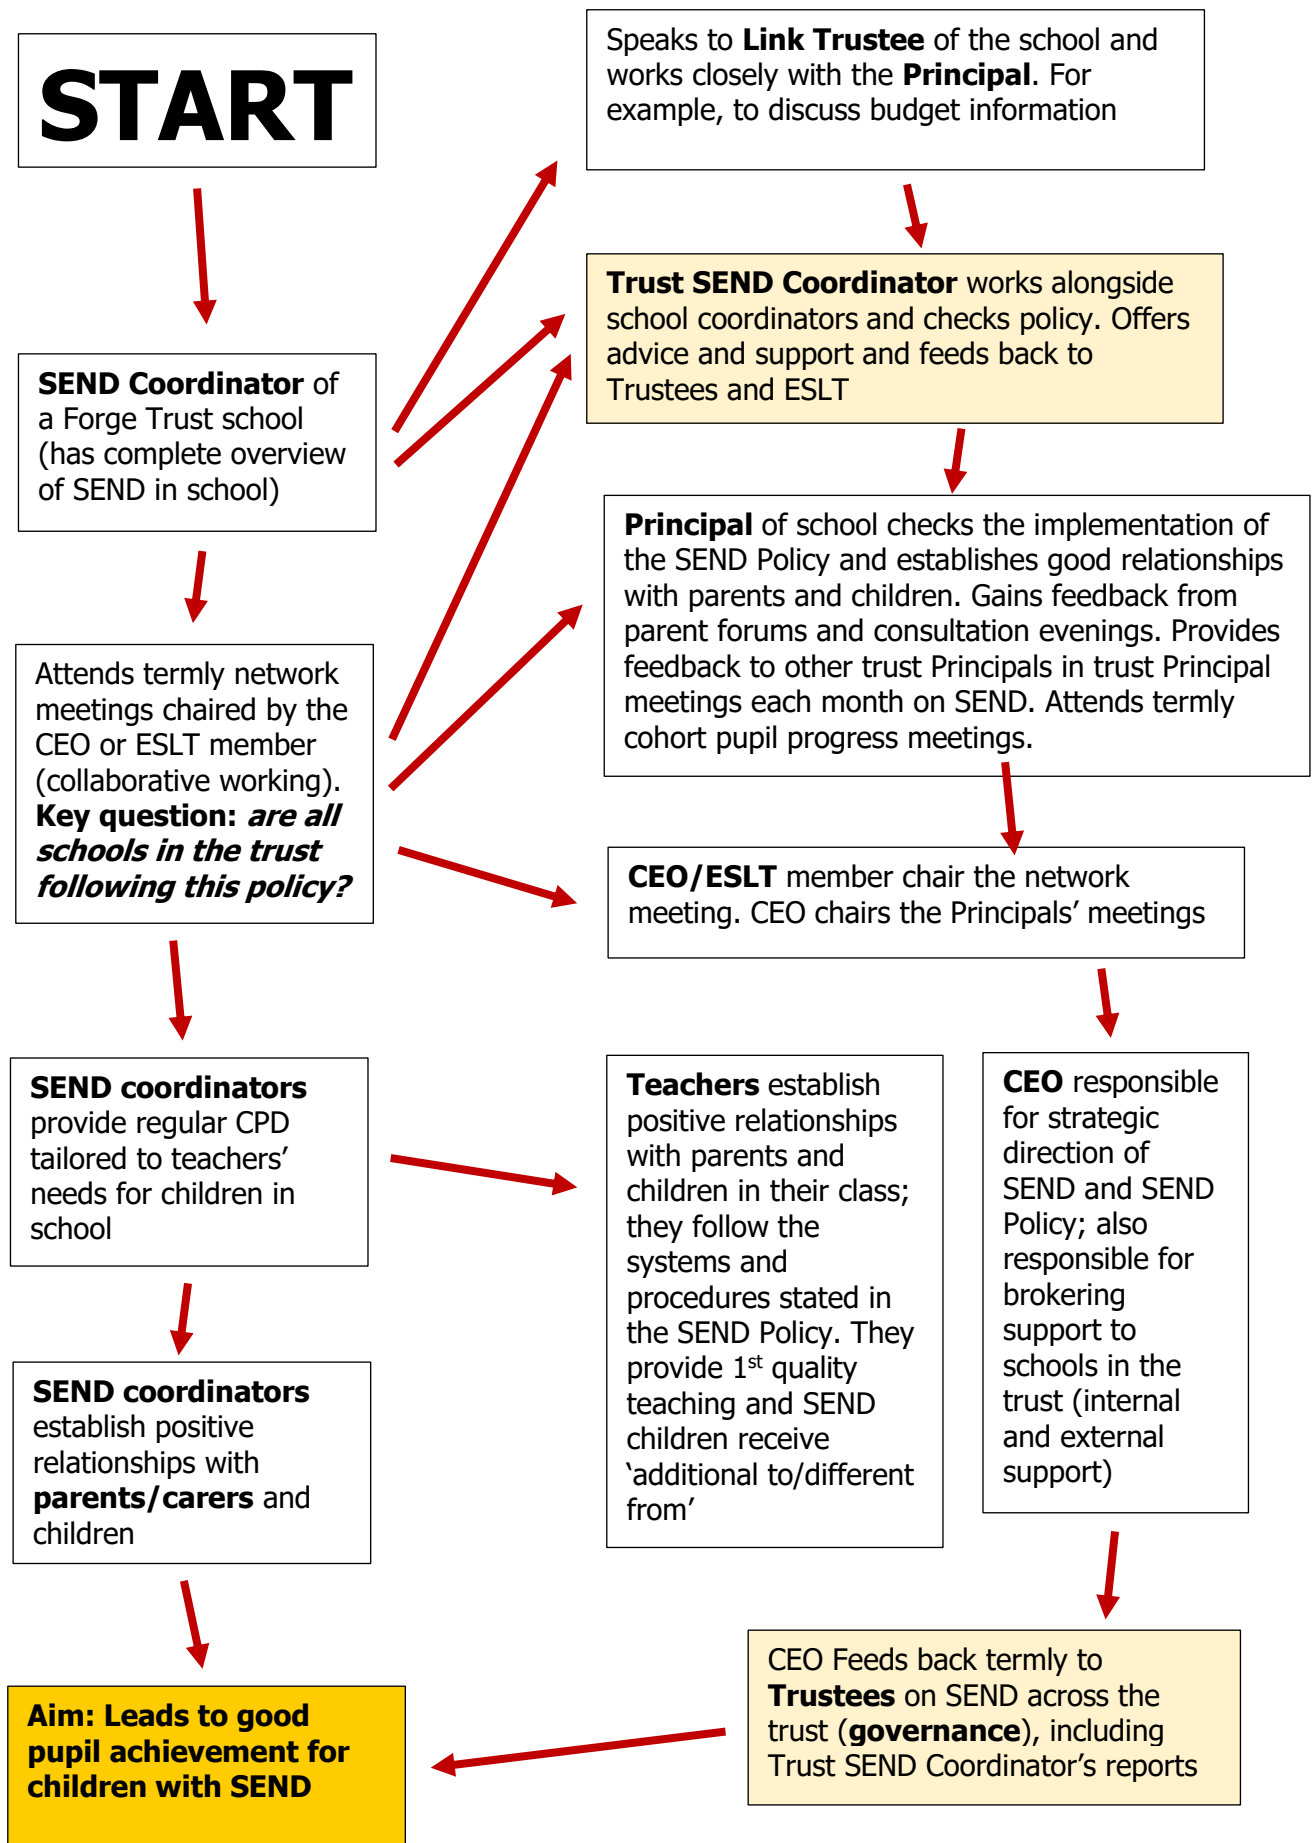 START
Speaks to Link Trustee of the school and
works closely with the Principal. For
example, to discuss budget information
Trust SEND Coordinator works alongside
school coordinators and checks policy. Offers
advice and support and feeds back to
Trustees and ESLT
SEND Coordinator of
a Forge Trust school
(has complete overview
of SEND in school)
Principal of school checks the implementation of
the SEND Policy and establishes good relationships
with parents and children. Gains feedback from
parent forums and consultation evenings. Provides
feedback to other trust Principals in trust Principal
meetings each month on SEND. Attends termly
cohort pupil progress meetings.
Attends termly network
meetings chaired by the
CEO or ESLT member
(collaborative working).
Key question: are all
schools in the trust
following this policy?
CEO/ESLT member chair the network
meeting. CEO chairs the Principals’ meetings
SEND coordinators
provide regular CPD
tailored to teachers’
needs for children in
school
Teachers establish
positive relationships
with parents and
children in their class;
they follow the
systems and
procedures stated in
the SEND Policy. They
provide 1st quality
teaching and SEND
children receive
‘additional to/different
from’
CEO responsible
for strategic
direction of
SEND and SEND
Policy; also
responsible for
brokering
support to
schools in the
trust (internal
and external
support)
SEND coordinators
establish positive
relationships with
parents/carers and
children
CEO Feeds back termly to
Trustees on SEND across the
trust (governance), including
Trust SEND Coordinator’s reports
Aim: Leads to good
pupil achievement for
children with SEND